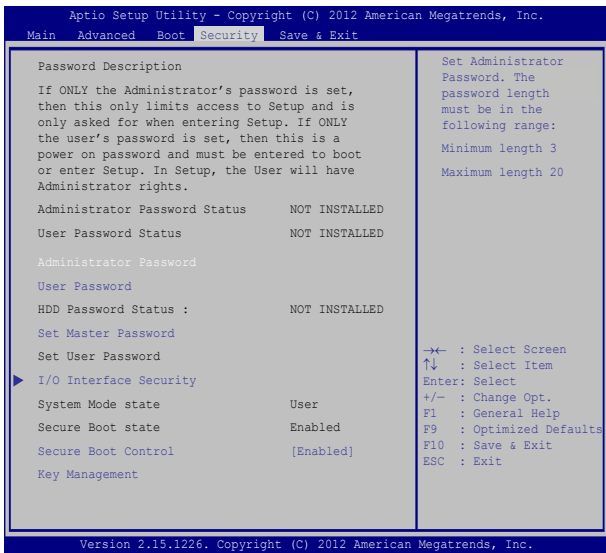 Aptio Setup Utility - Copyright (C) 2012 American Megatrends, Inc.
Main Advanced Boot Security Save & Exit
Password Description
If ONLY the Administrator's password is set,
then this only limits access to Setup and is
only asked for when entering Setup. If ONLY
the user's password is set, then this is a
power on password and must be entered to boot
or enter Setup. In Setup, the User will have
Administrator rights.
Administrator Password Status NOT INSTALLED
User Password Status NOT INSTALLED
Administrator Password
User Password
HDD Password Status : NOT INSTALLED
Set Master Password
Set User Password
I/O Interface Security
System Mode state User
Secure Boot state Enabled
Secure Boot Control [Enabled]
Key Management
Set Administrator
Password. The
password length
must be in the
following range:
Minimum length 3
Maximum length 20
→← : Select Screen
↑↓ : Select Item
Enter: Select
+/— : Change Opt.
F1 : General Help
F9 : Optimized Defaults
F10 : Save & Exit
ESC : Exit
Version 2.15.1226. Copyright (C) 2012 American Megatrends, Inc.